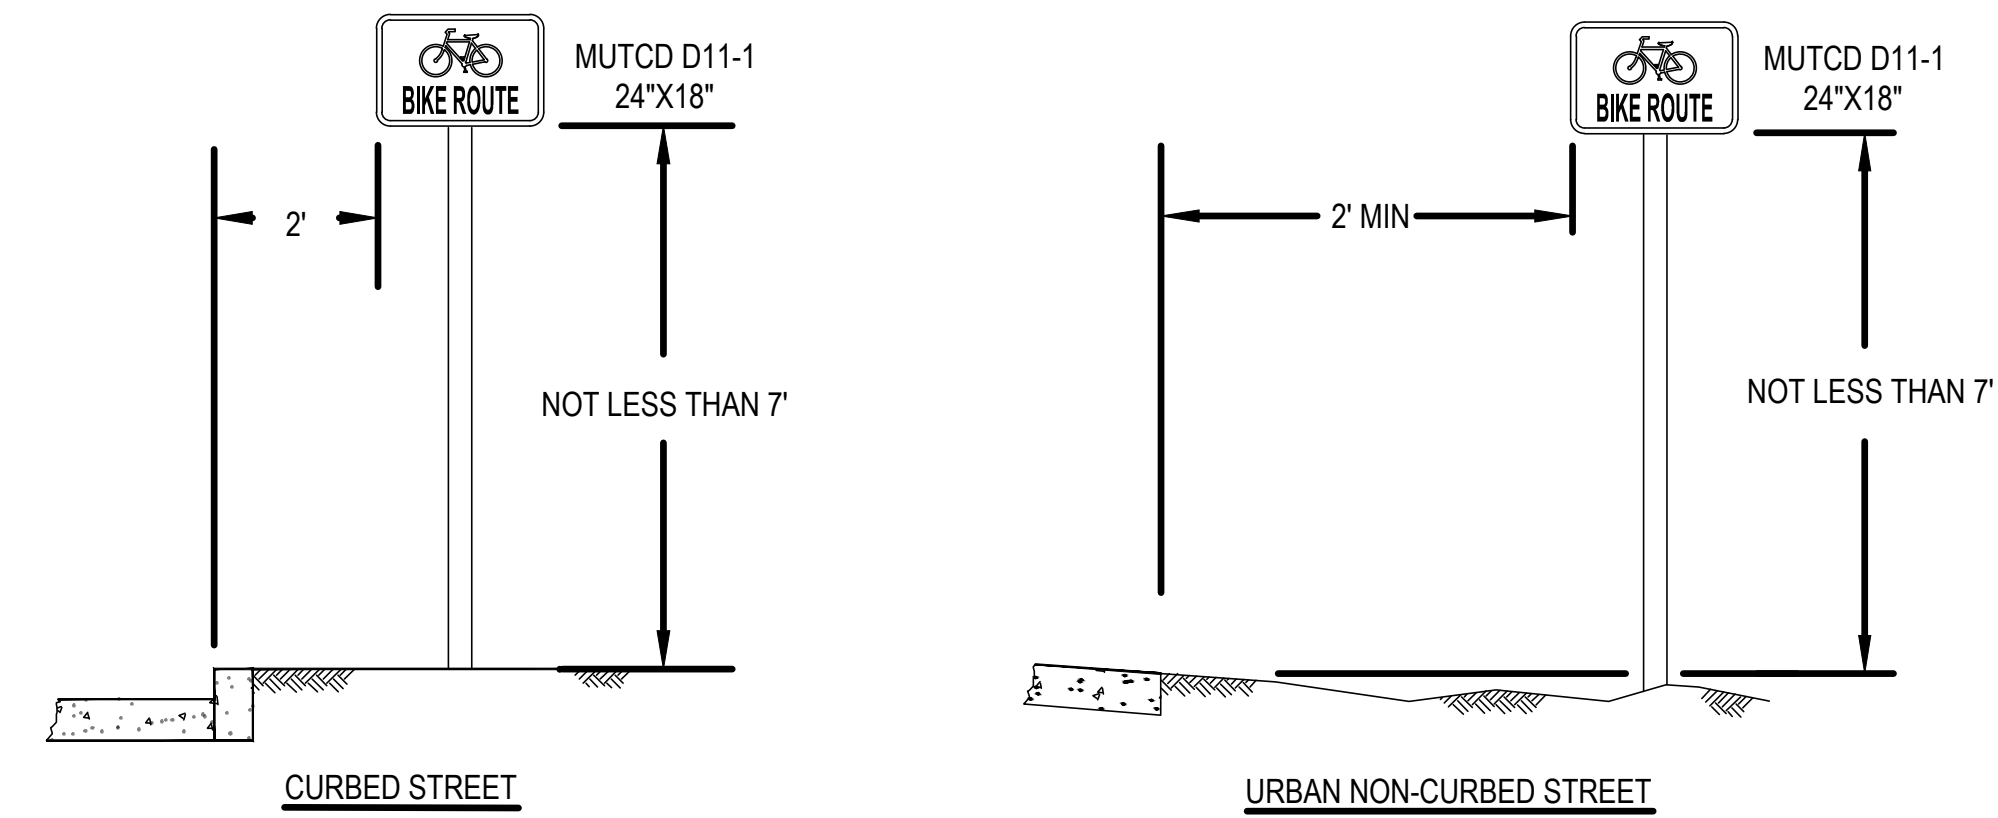 BIKE ROUTE
MUTCD D11-1
24"X18"
2'
NOT LESS THAN 7'
CURBED STREET
BIKE ROUTE
MUTCD D11-1
24"X18"
2' MIN
NOT LESS THAN 7'
URBAN NON-CURBED STREET